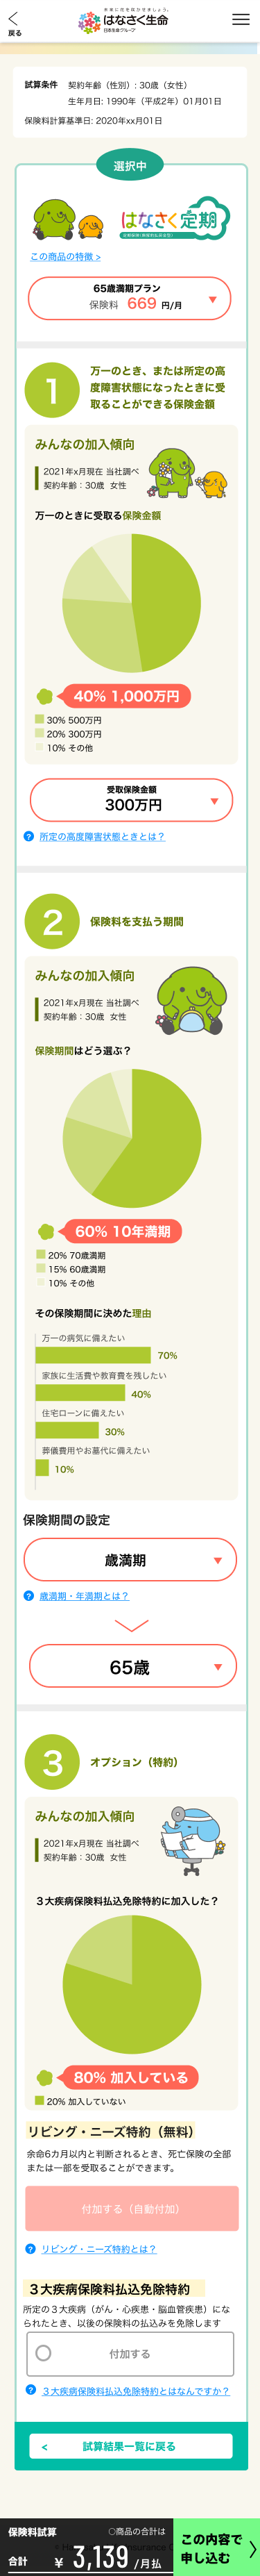 お客に花を咲かせましょう。
はなさく生命
日本生命グループ
戻る
試算条件 契約年齢（性別）: 30歳（女性）
生年月日: 1990年（平成2年）01月01日
保険料計算基準日: 2020年xx月01日
選択中
はなさく定期
この商品の特徴 >
65歳満期プラン
保険料 669 円/月
1
万一のとき、または所定の高
度障害状態になったときに受
取ることができる保険金額
みんなの加入傾向
2021年x月現在 当社調べ
契約年齢：30歳 女性
万一のときに受取る保険金額
40% 1,000万円
30% 500万円
20% 300万円
10% その他
受取保険金額
300万円
? 所定の高度障害状態ときとは？
2
保険料を支払う期間
みんなの加入傾向
2021年x月現在 当社調べ
契約年齢：30歳 女性
保険期間はどう選ぶ？
60% 10年満期
20% 70歳満期
15% 60歳満期
10% その他
その保険期間に決めた理由
万一の病気に備えたい
70%
家族に生活費や教育費を残したい
40%
住宅ローンに備えたい
30%
葬儀費用やお墓代に備えたい
10%
保険期間の設定
歳満期
? 歳満期・年満期とは？
65歳
3
オプション（特約）
みんなの加入傾向
2021年x月現在 当社調べ
契約年齢：30歳 女性
３大疾病保険料払込免除特約に加入した？
80% 加入している
20% 加入していない
リビング・ニーズ特約（無料）
余命6カ月以内と判断されるとき、死亡保険の全部
または一部を受取ることができます。
付加する（自動付加）
? リビング・ニーズ特約とは？
３大疾病保険料払込免除特約
所定の３大疾病（がん・心疾患・脳血管疾患）にな
られたとき、以後の保険料の払込みを免除します
付加する
? ３大疾病保険料払込免除特約とはなんですか？
< 試算結果一覧に戻る
保険料試算 〇商品の合計は
合計 ¥ 3,139 /月払
この内容で
申し込む